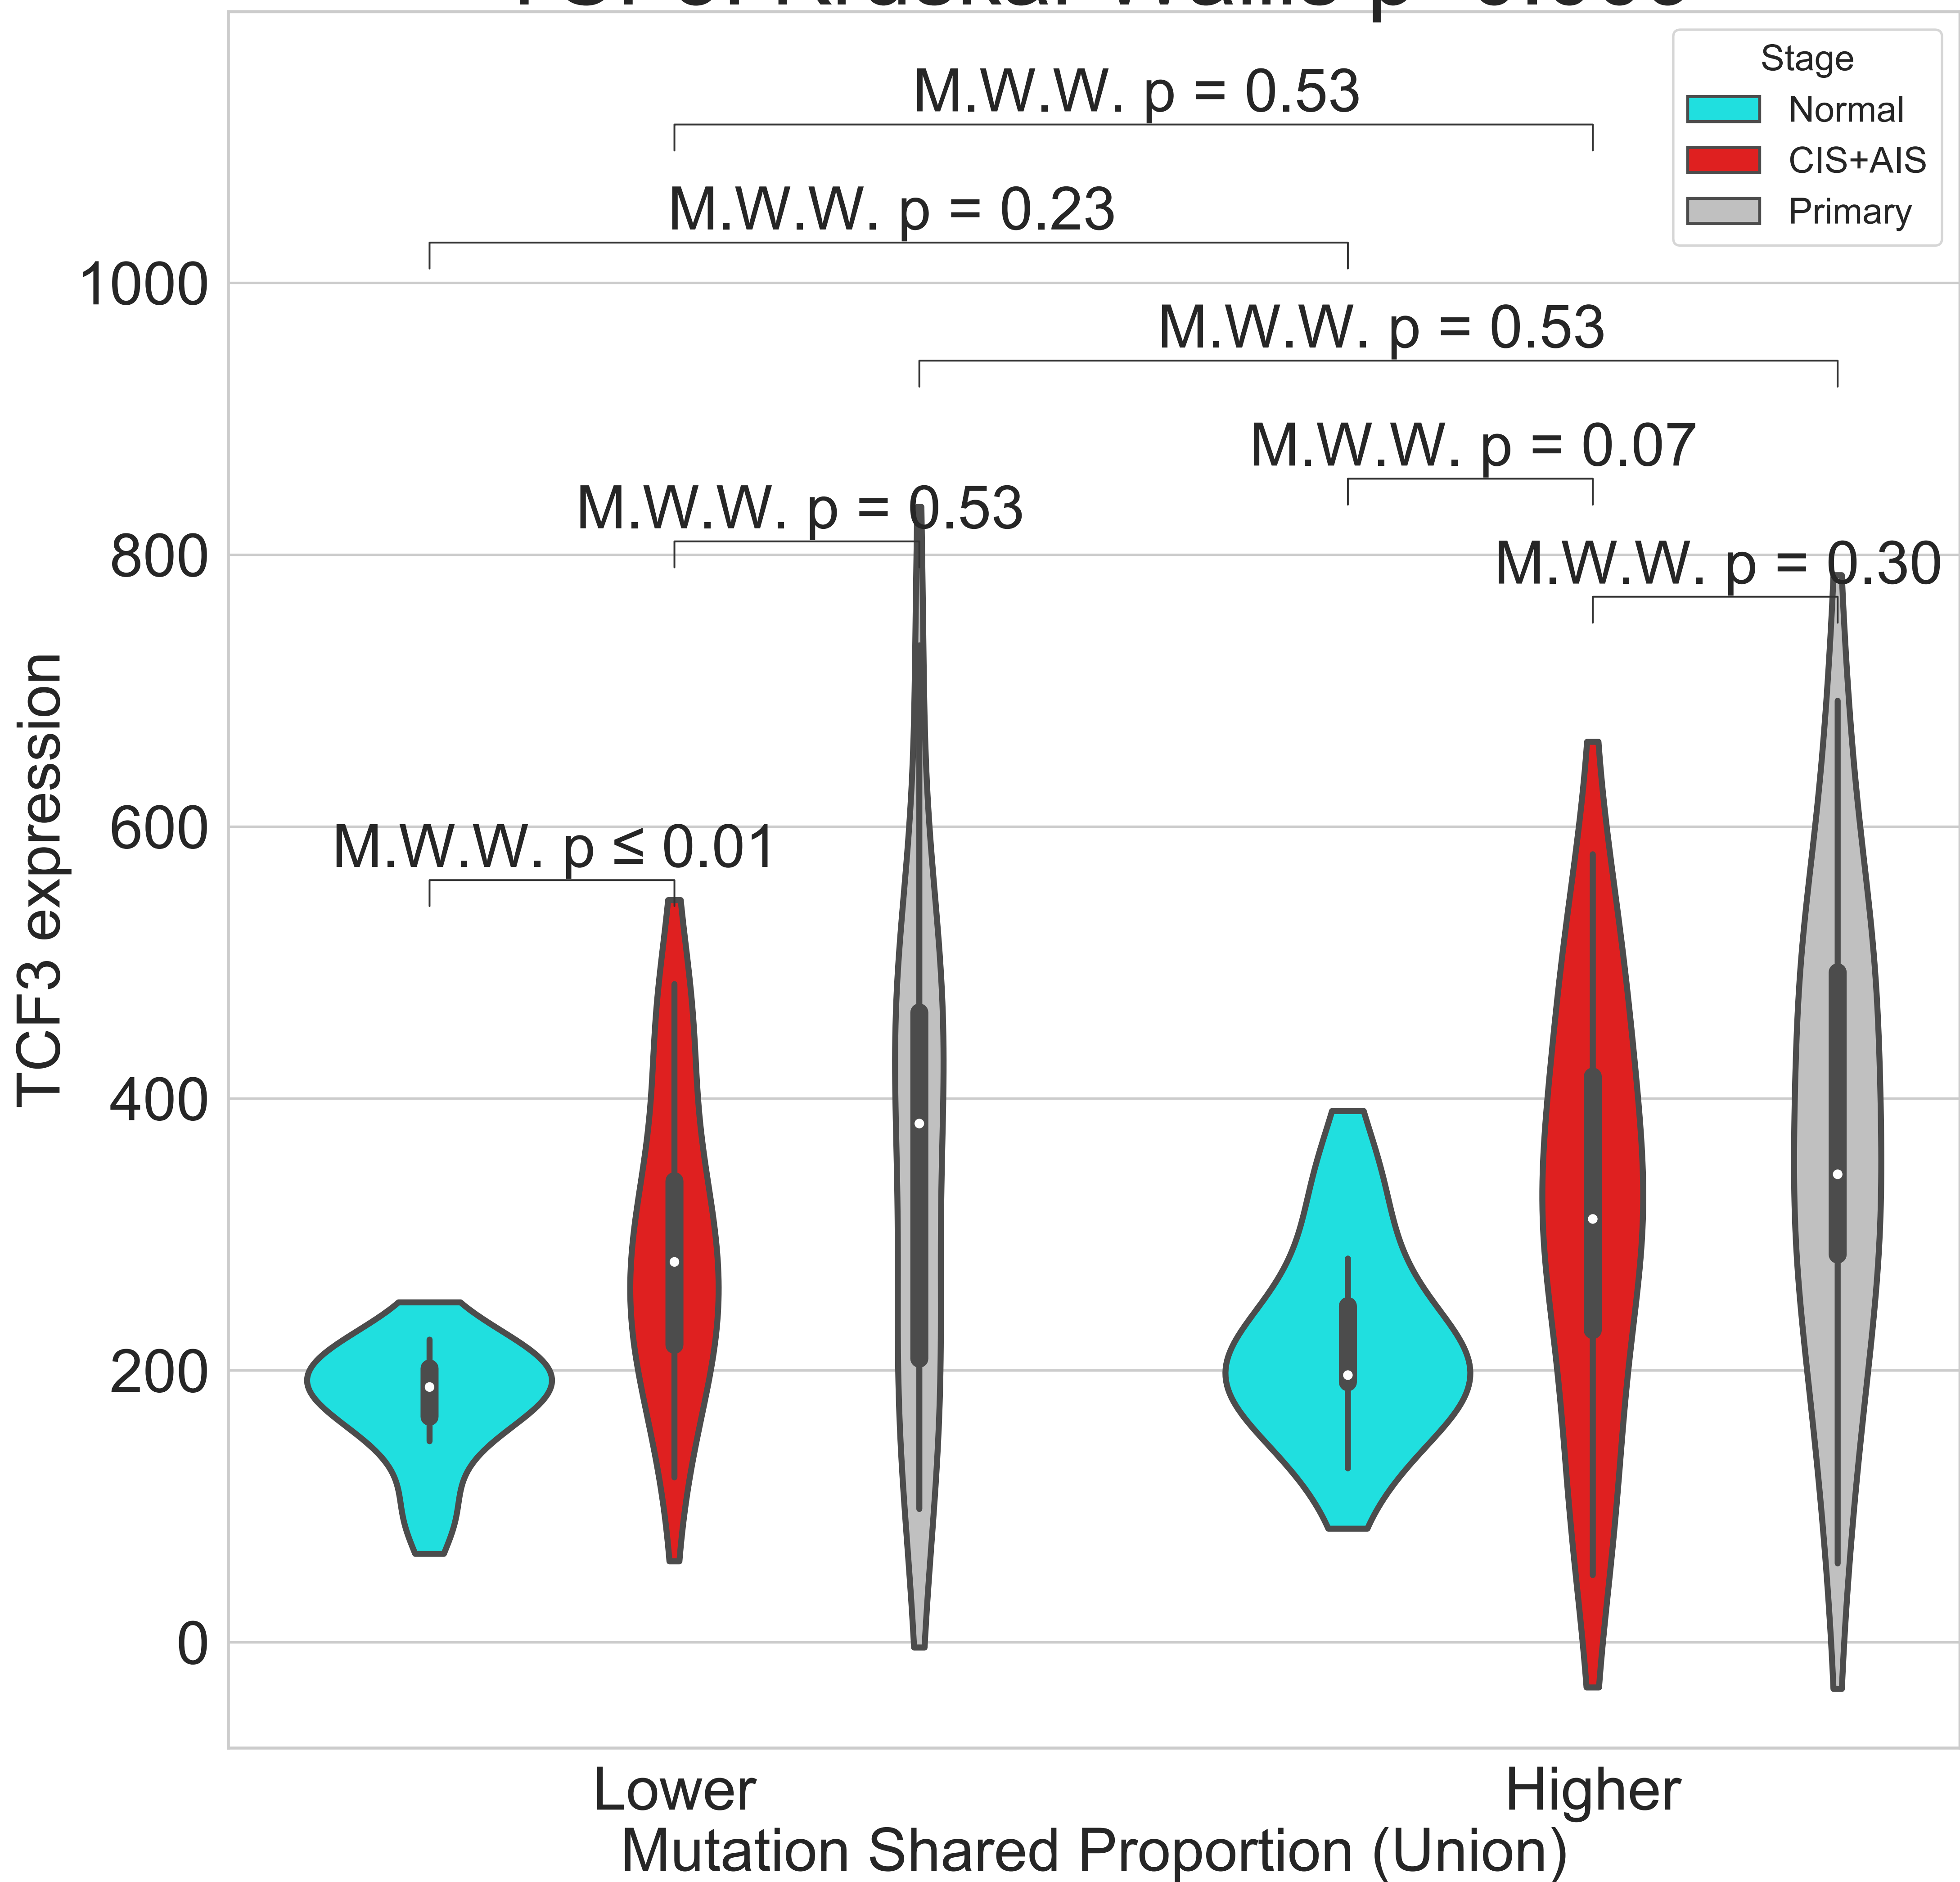 Stage
Normal
CIS+AIS
Primary
M.W.W. p = 0.53
M.W.W. p = 0.23
M.W.W. p = 0.53
M.W.W. p = 0.07
M.W.W. p = 0.53
M.W.W. p = 0.30
M.W.W. p ≤ 0.01
1000
800
600
400
200
0
TCF3 expression
Lower
Higher
Mutation Shared Proportion (Union)